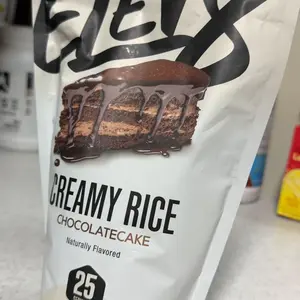 CREAMY RICE
CHOCOLATECAKE
Naturally Flavored
25